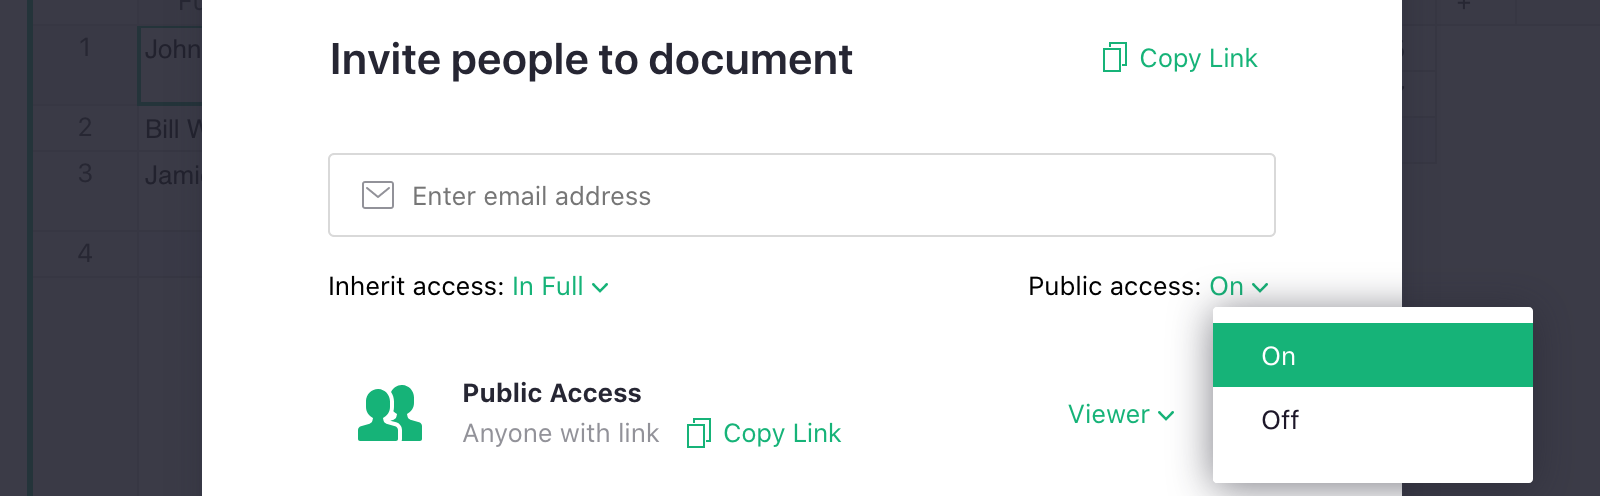 Invite people to document
Copy Link
1
John
2
Bill W
3
Jami
4
Enter email address
Inherit access: In Full
Public access: On
On
Off
Public Access
Anyone with link
Copy Link
Viewer